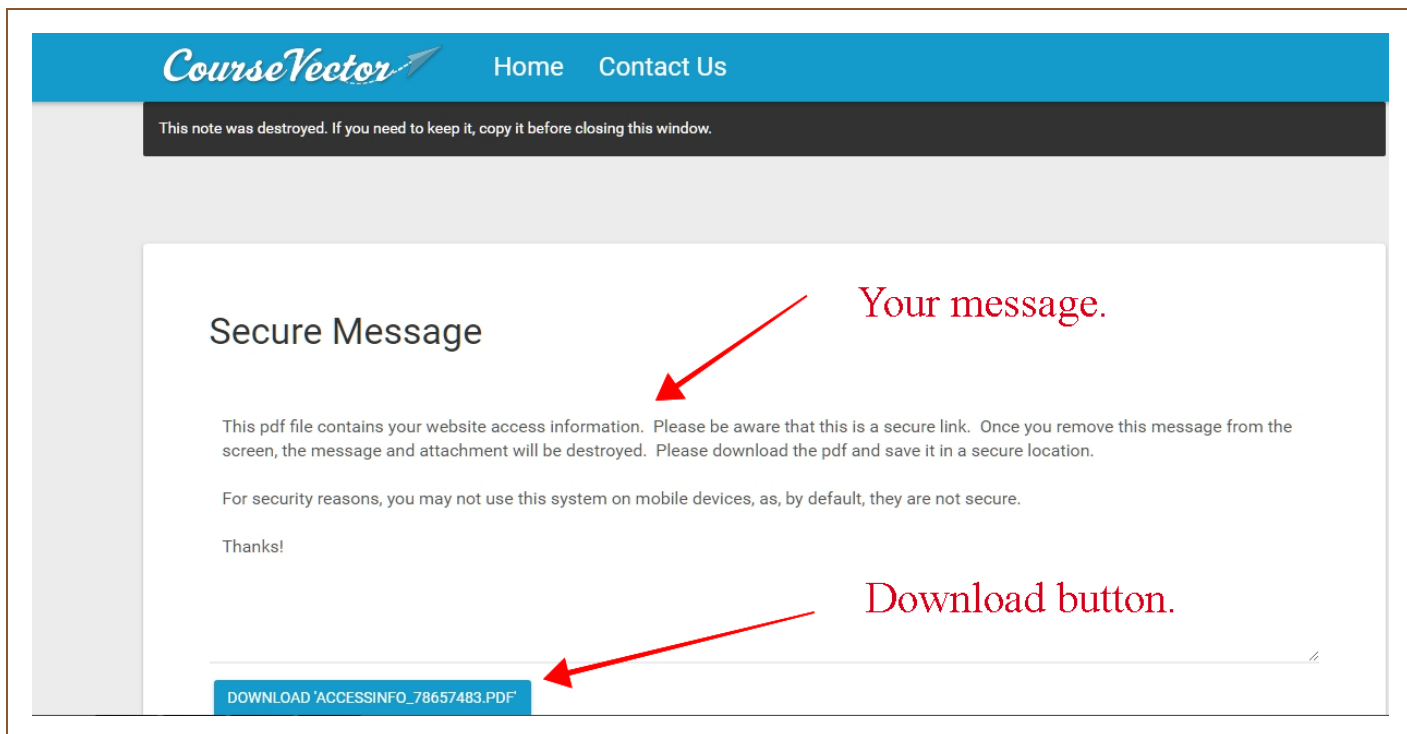 CourseVector Home Contact Us
This note was destroyed. If you need to keep it, copy it before closing this window.
Your message.
Secure Message
This pdf file contains your website access information.  Please be aware that this is a secure link.  Once you remove this message from the
screen, the message and attachment will be destroyed.  Please download the pdf and save it in a secure location.
For security reasons, you may not use this system on mobile devices, as, by default, they are not secure.
Thanks!
Download button.
DOWNLOAD 'ACCESSINFO_78657483.PDF'